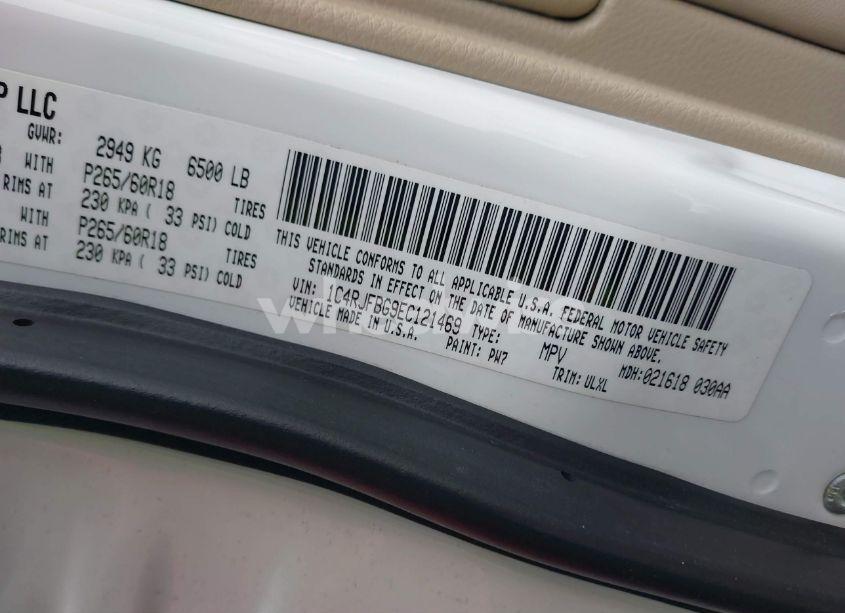 P LLC
GVWR: 2949 KG 6500 LB
WITH P265/60R18 TIRES
RIMS AT 230 KPA ( 33 PSI) COLD
WITH P265/60R18 TIRES
RIMS AT 230 KPA ( 33 PSI) COLD
THIS VEHICLE CONFORMS TO ALL APPLICABLE U.S.A. FEDERAL MOTOR VEHICLE SAFETY
STANDARDS IN EFFECT ON THE DATE OF MANUFACTURE SHOWN ABOVE.
VIN: 1C4RJFBG9EC121469 TYPE: MPV MDH:021618 030AA
VEHICLE MADE IN U.S.A. PAINT: PW7 TRIM: ULXL